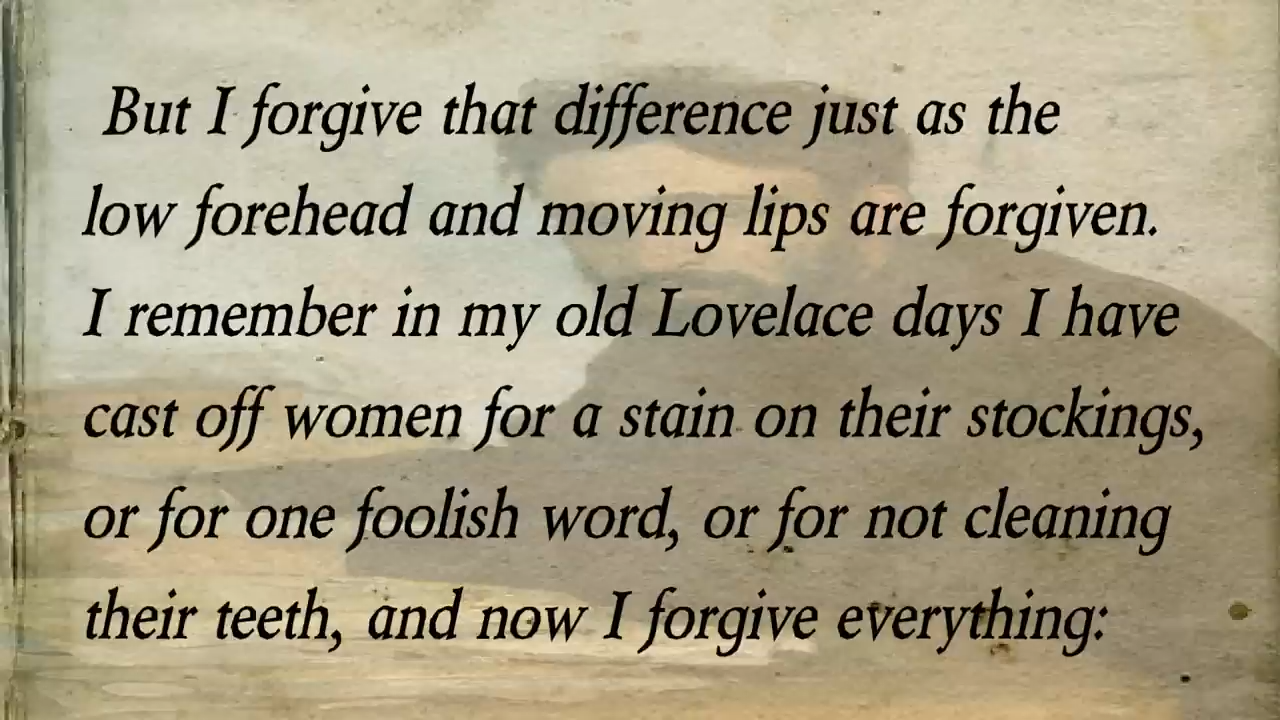 But I forgive that difference just as the
low forehead and moving lips are forgiven.
I remember in my old Lovelace days I have
cast off women for a stain on their stockings,
or for one foolish word, or for not cleaning
their teeth, and now I forgive everything: